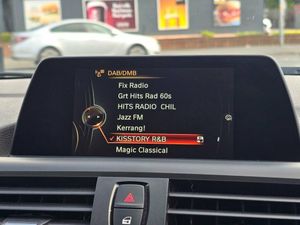 DAB/DMB
Fix Radio
Grt Hits Rad 60s
HITS RADIO CHIL
Jazz FM
Kerrang!
KISSTORY R&B
Magic Classical